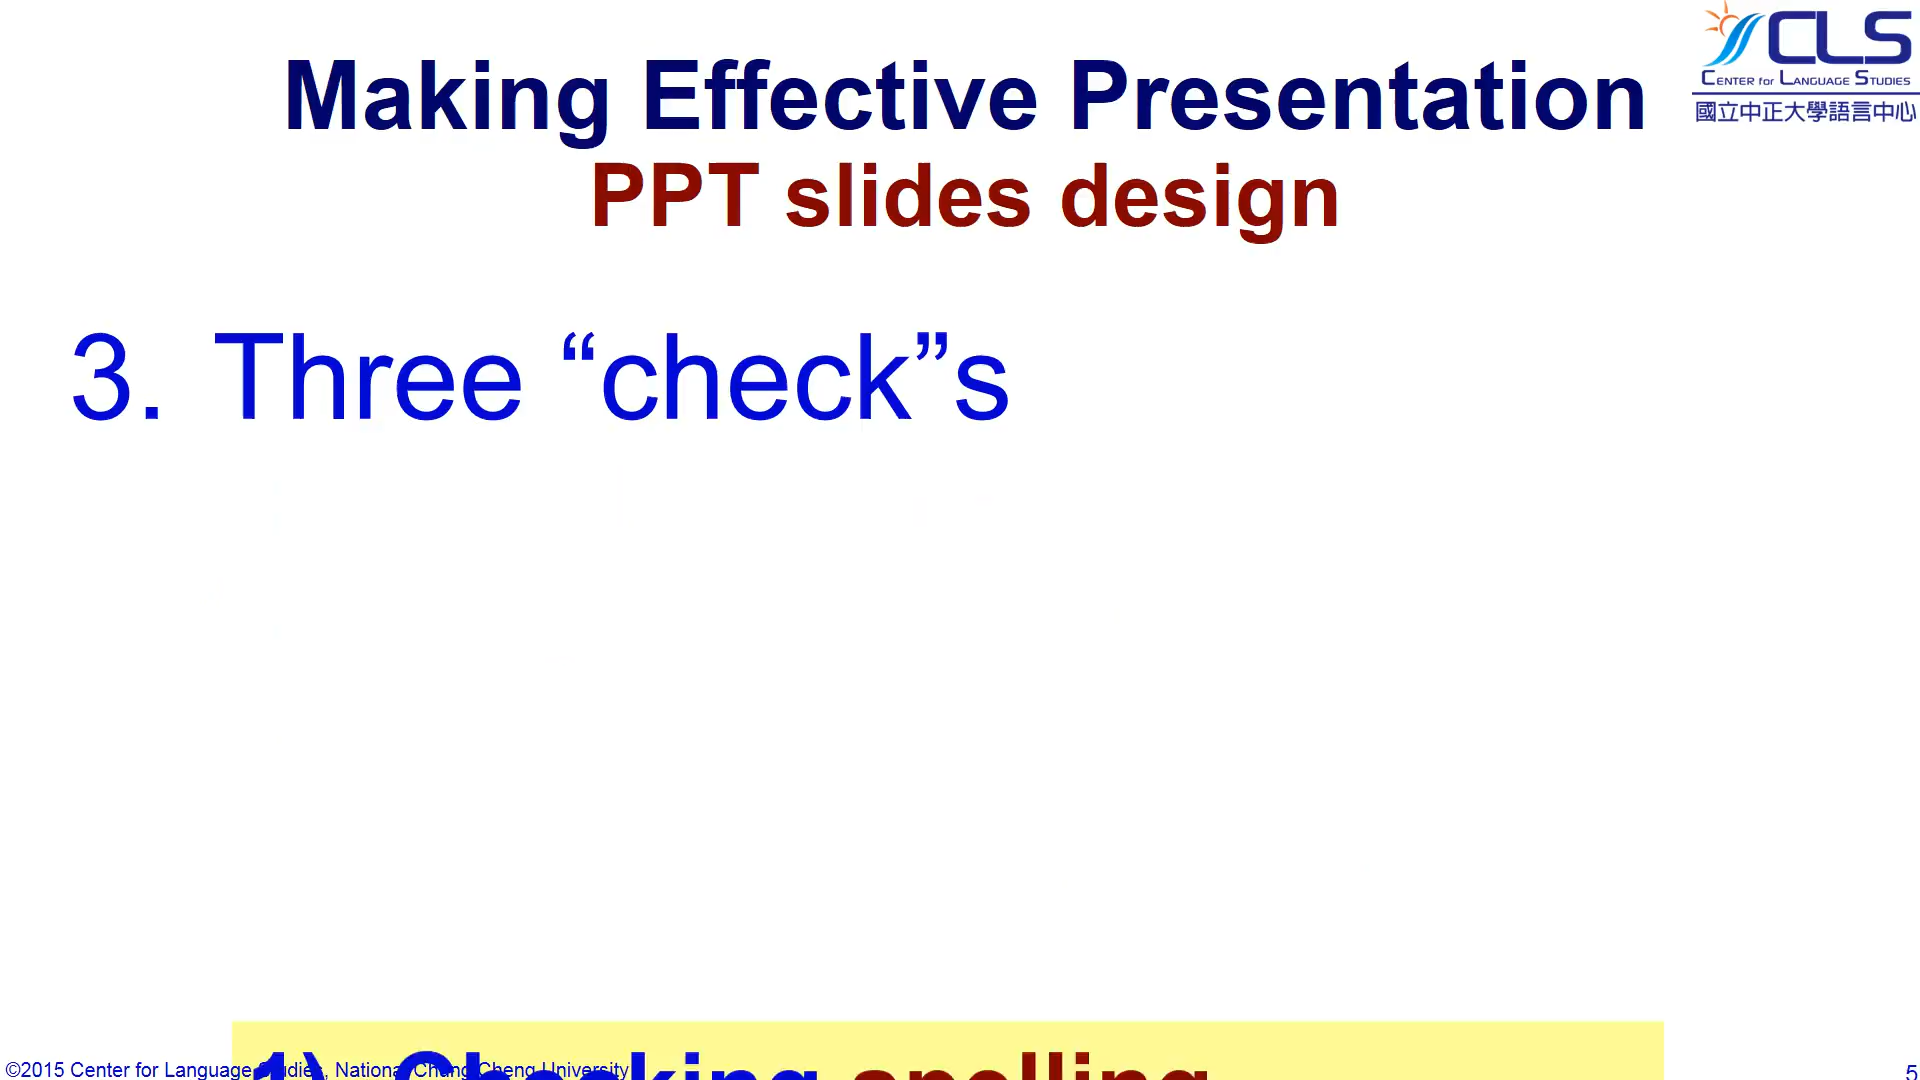 CLS
CENTER for LANGUAGE STUDIES
國立中正大學語言中心
Making Effective Presentation
PPT slides design
3. Three “check”s
1) Checking spelling
©2015 Center for Language Studies, National Chung Cheng University
5